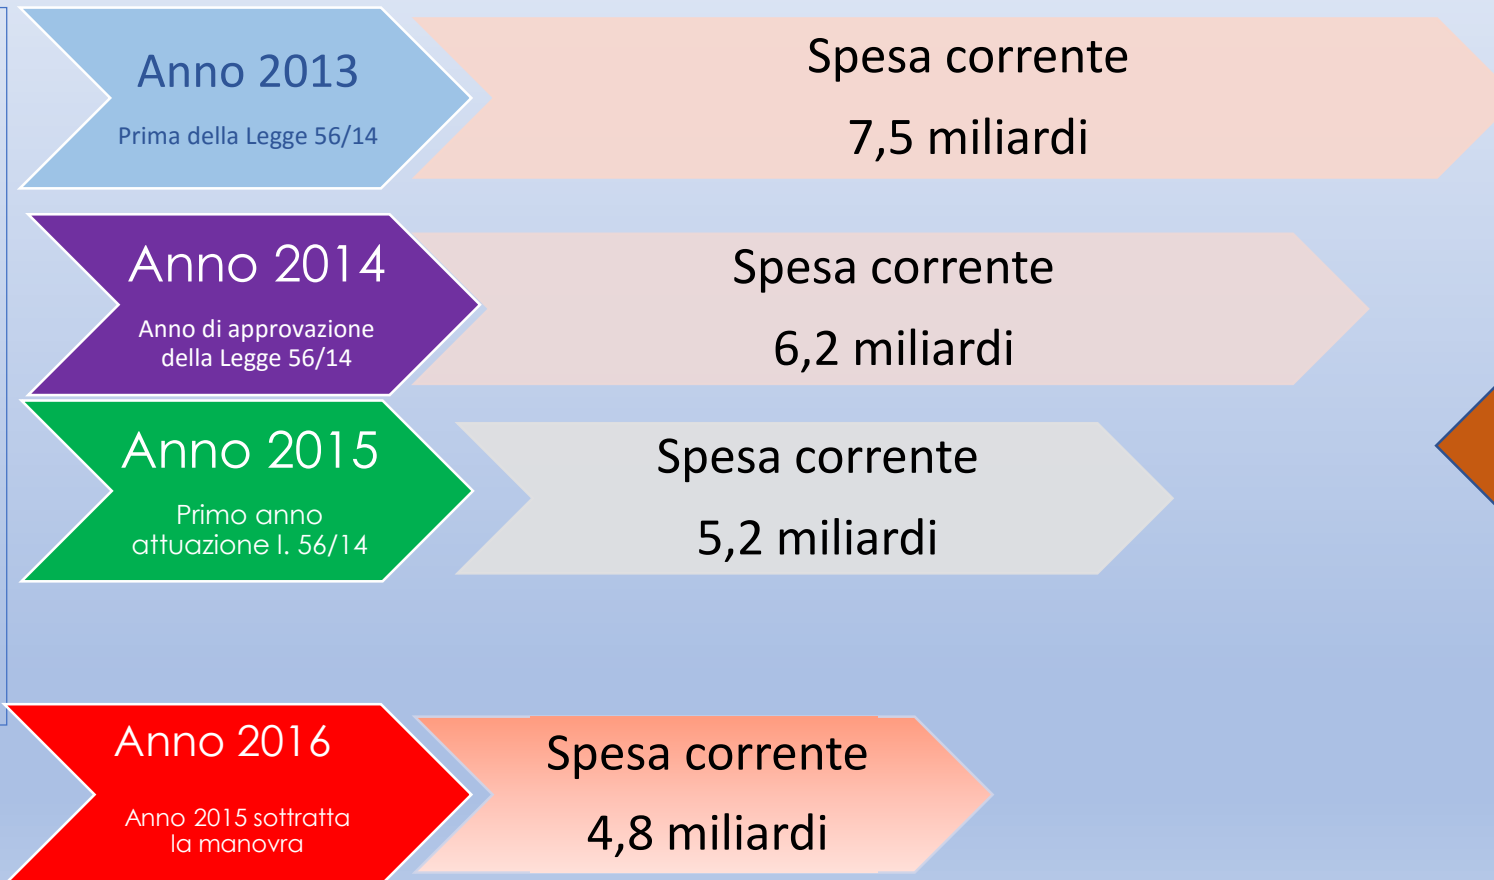 Anno 2013
Prima della Legge 56/14
Spesa corrente
7,5 miliardi
Anno 2014
Anno di approvazione
della Legge 56/14
Spesa corrente
6,2 miliardi
Anno 2015
Primo anno
attuazione l. 56/14
Spesa corrente
5,2 miliardi
Anno 2016
Anno 2015 sottratta
la manovra
Spesa corrente
4,8 miliardi